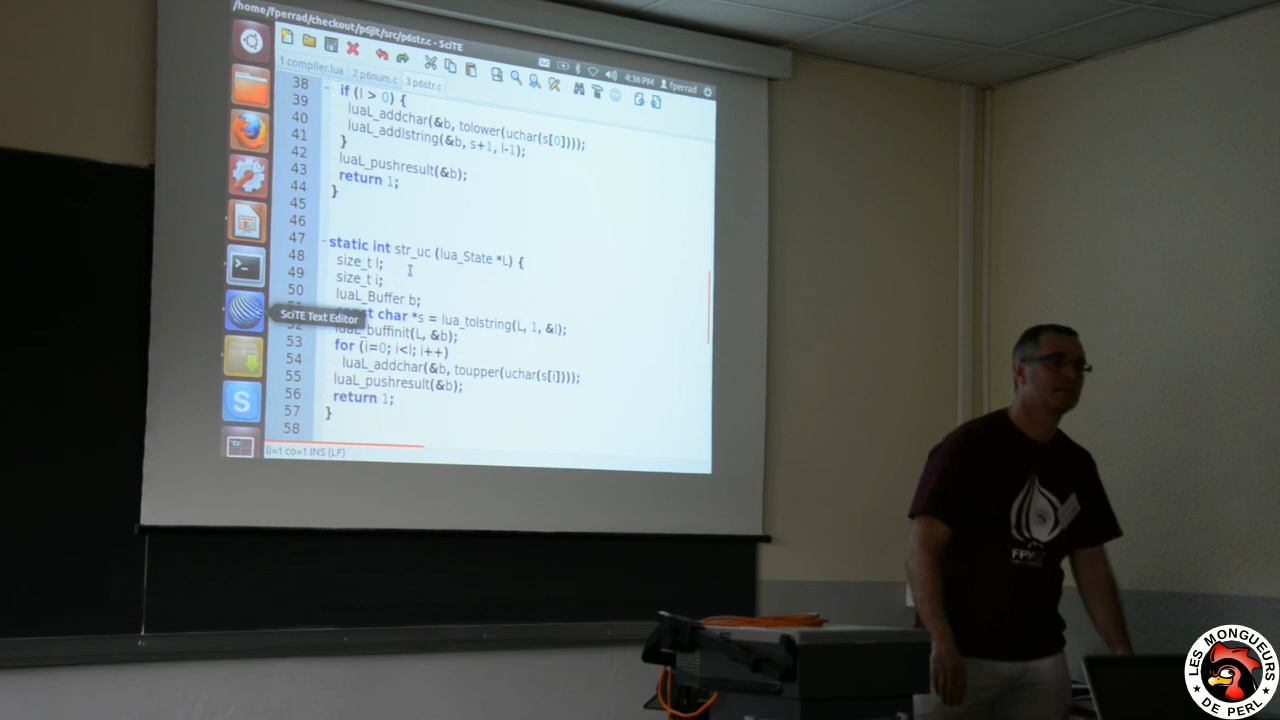 /home/fperrad/checkout/p6jit/src/p6str.c - SciTE
4:36 PM fperrad
1 compiler.lua 2 p6num.c 3 p6str.c
38 if (l > 0) {
39 luaL_addchar(&b, tolower(uchar(s[0])));
40 luaL_addlstring(&b, s+1, l-1);
41 }
42 luaL_pushresult(&b);
43 return 1;
44 }
45
46
47 static int str_uc (lua_State *L) {
48 size_t l;
49 size_t i;
50 luaL_Buffer b;
char *s = lua_tolstring(L, 1, &l);
SciTE Text Editor
_buffinit(L, &b);
53 for (i=0; i<l; i++)
54 luaL_addchar(&b, toupper(uchar(s[i])));
55 luaL_pushresult(&b);
56 return 1;
57 }
58
li=1 co=1 INS (LF)
LES MONGUEURS
DE PERL